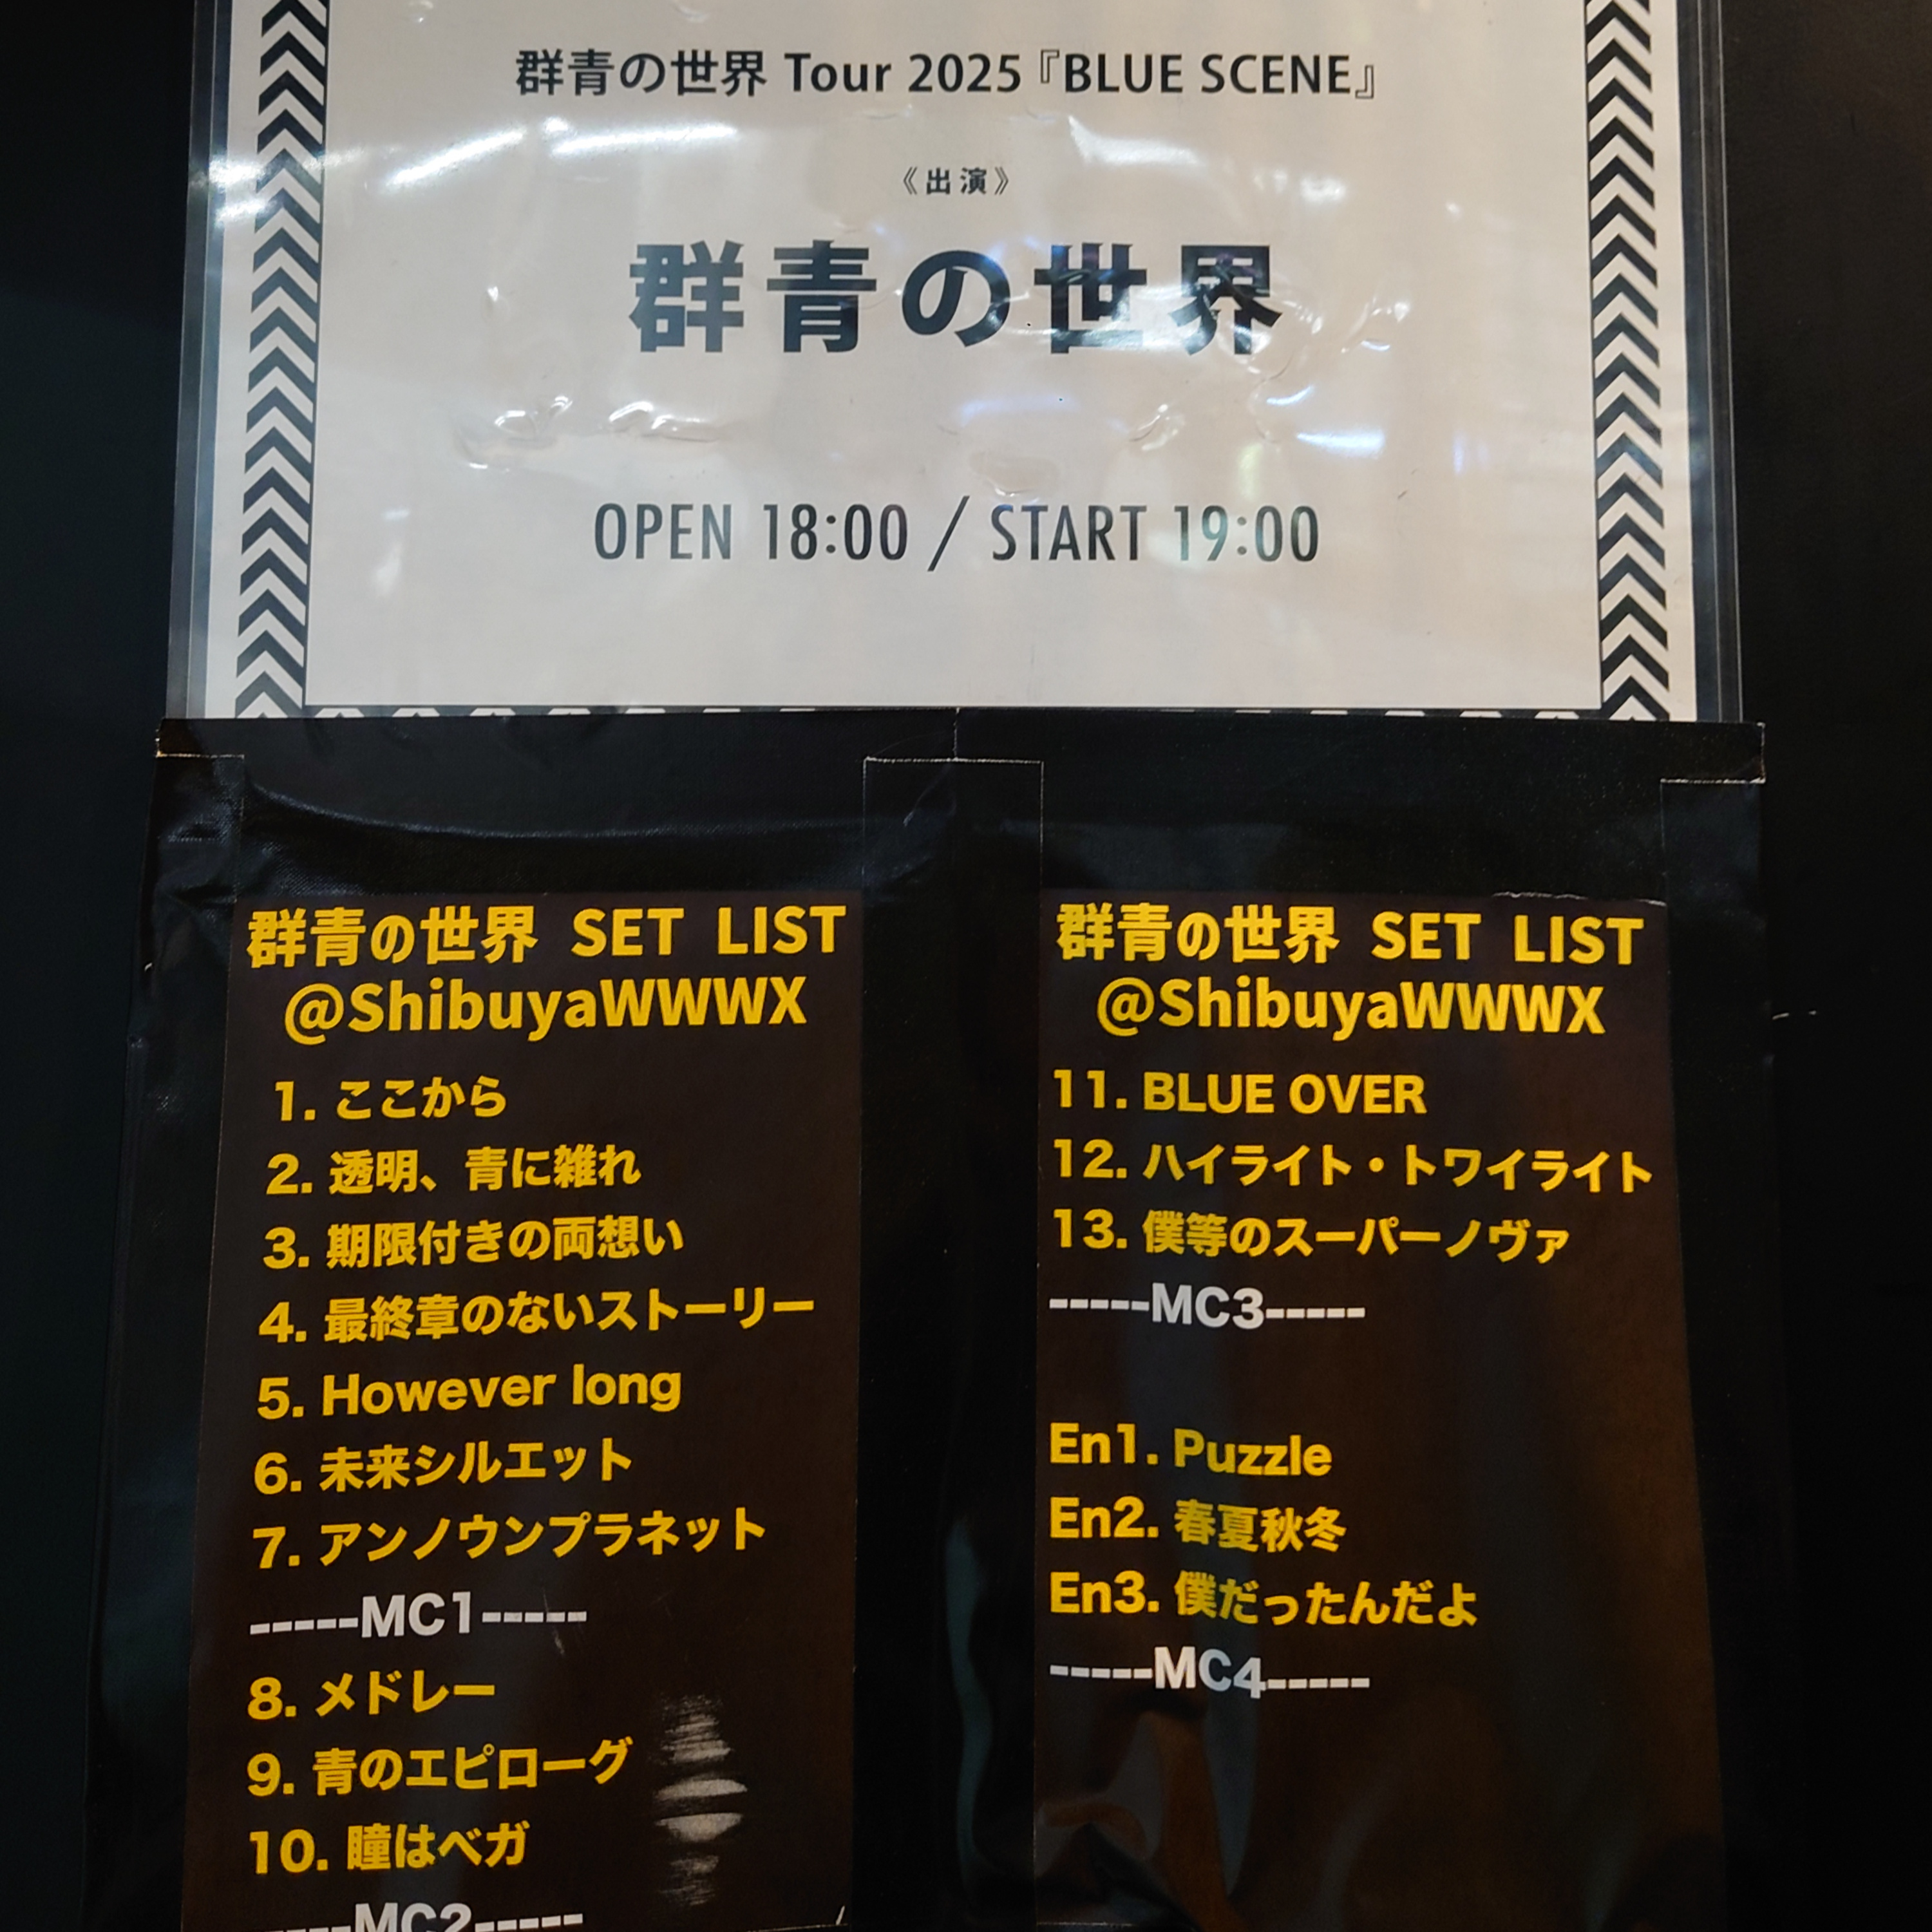 群青の世界 Tour 2025『BLUE SCENE』
《出演》
群青の世界
OPEN 18:00 / START 19:00
群青の世界 SET LIST
@ShibuyaWWWX
1. ここから
2. 透明、青に雑れ
3. 期限付きの両想い
4. 最終章のないストーリー
5. However long
6. 未来シルエット
7. アンノウンプラネット
-----MC1-----
8. メドレー
9. 青のエピローグ
10. 瞳はベガ
-----MC2-----
群青の世界 SET LIST
@ShibuyaWWWX
11. BLUE OVER
12. ハイライト・トワイライト
13. 僕等のスーパーノヴァ
-----MC3-----
En1. Puzzle
En2. 春夏秋冬
En3. 僕だったんだよ
-----MC4-----